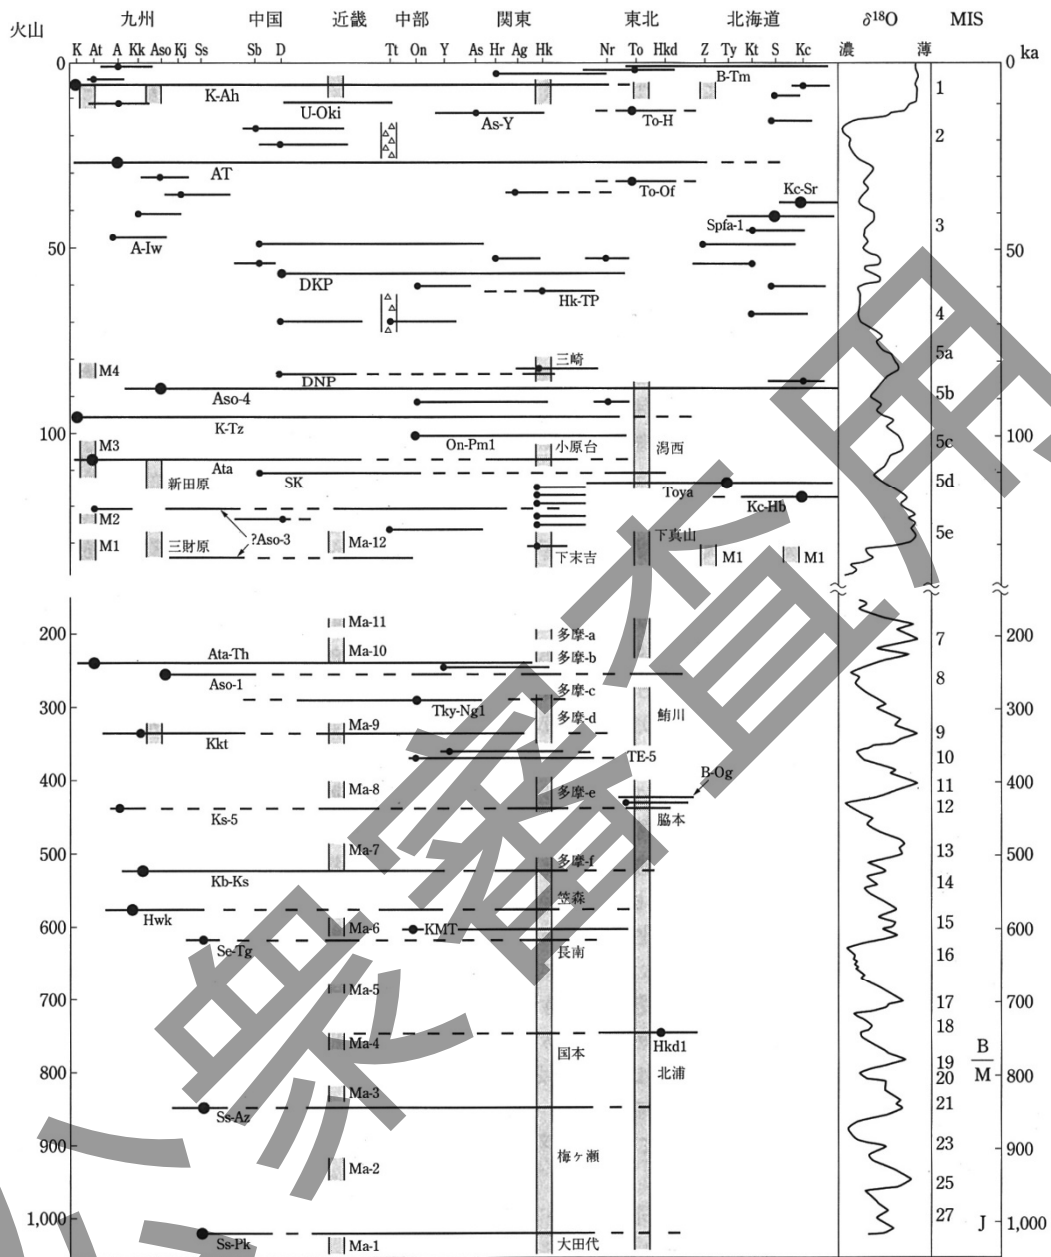 火山 九州 中国 近畿 中部 関東 東北 北海道 δ¹⁸O MIS
K At A Kk Aso Kj Ss Sb D Tt On Y As Hr Ag Hk Nr To Hkd Z Ty Kt S Kc 濃 薄
0 0 ka
B-Tm
K-Ah 1
U-Oki As-Y To-H
2
AT To-Of
Kc-Sr
Spfa-1 3
A-Iw
50 50
DKP Hk-TP
4
三崎 5a
M4
DNP
Aso-4 5b
K-Tz
100 On-Pm1 100
M3 小原台 潟西 5c
Ata
新田原 SK Toya 5d
Kc-Hb
M2
?Aso-3 5e
M1 三財原 Ma-12 下末吉 下真山 M1 M1
Ma-11
200 多摩-a 7 200
Ata-Th Ma-10 多摩-b
Aso-1 8
多摩-c
300 Tky-Ng1 多摩-d 鮪川 300
Kkt Ma-9 9
TE-5 10
B-Og
400 Ma-8 多摩-e 11 400
12
Ks-5 脇本
500 Ma-7 多摩-f 13 500
Kb-Ks 14
笠森
Hwk 15
600 Ma-6 KMT 600
Se-Tg 長南 16
Ma-5
700 17 700
18
Ma-4 国本 Hkd1 B
北浦 19 M
800 20 800
Ma-3
Ss-Az 21
900 23 900
Ma-2 梅ヶ瀬
25
27
1,000 J 1,000
Ss-Pk Ma-1 大田代